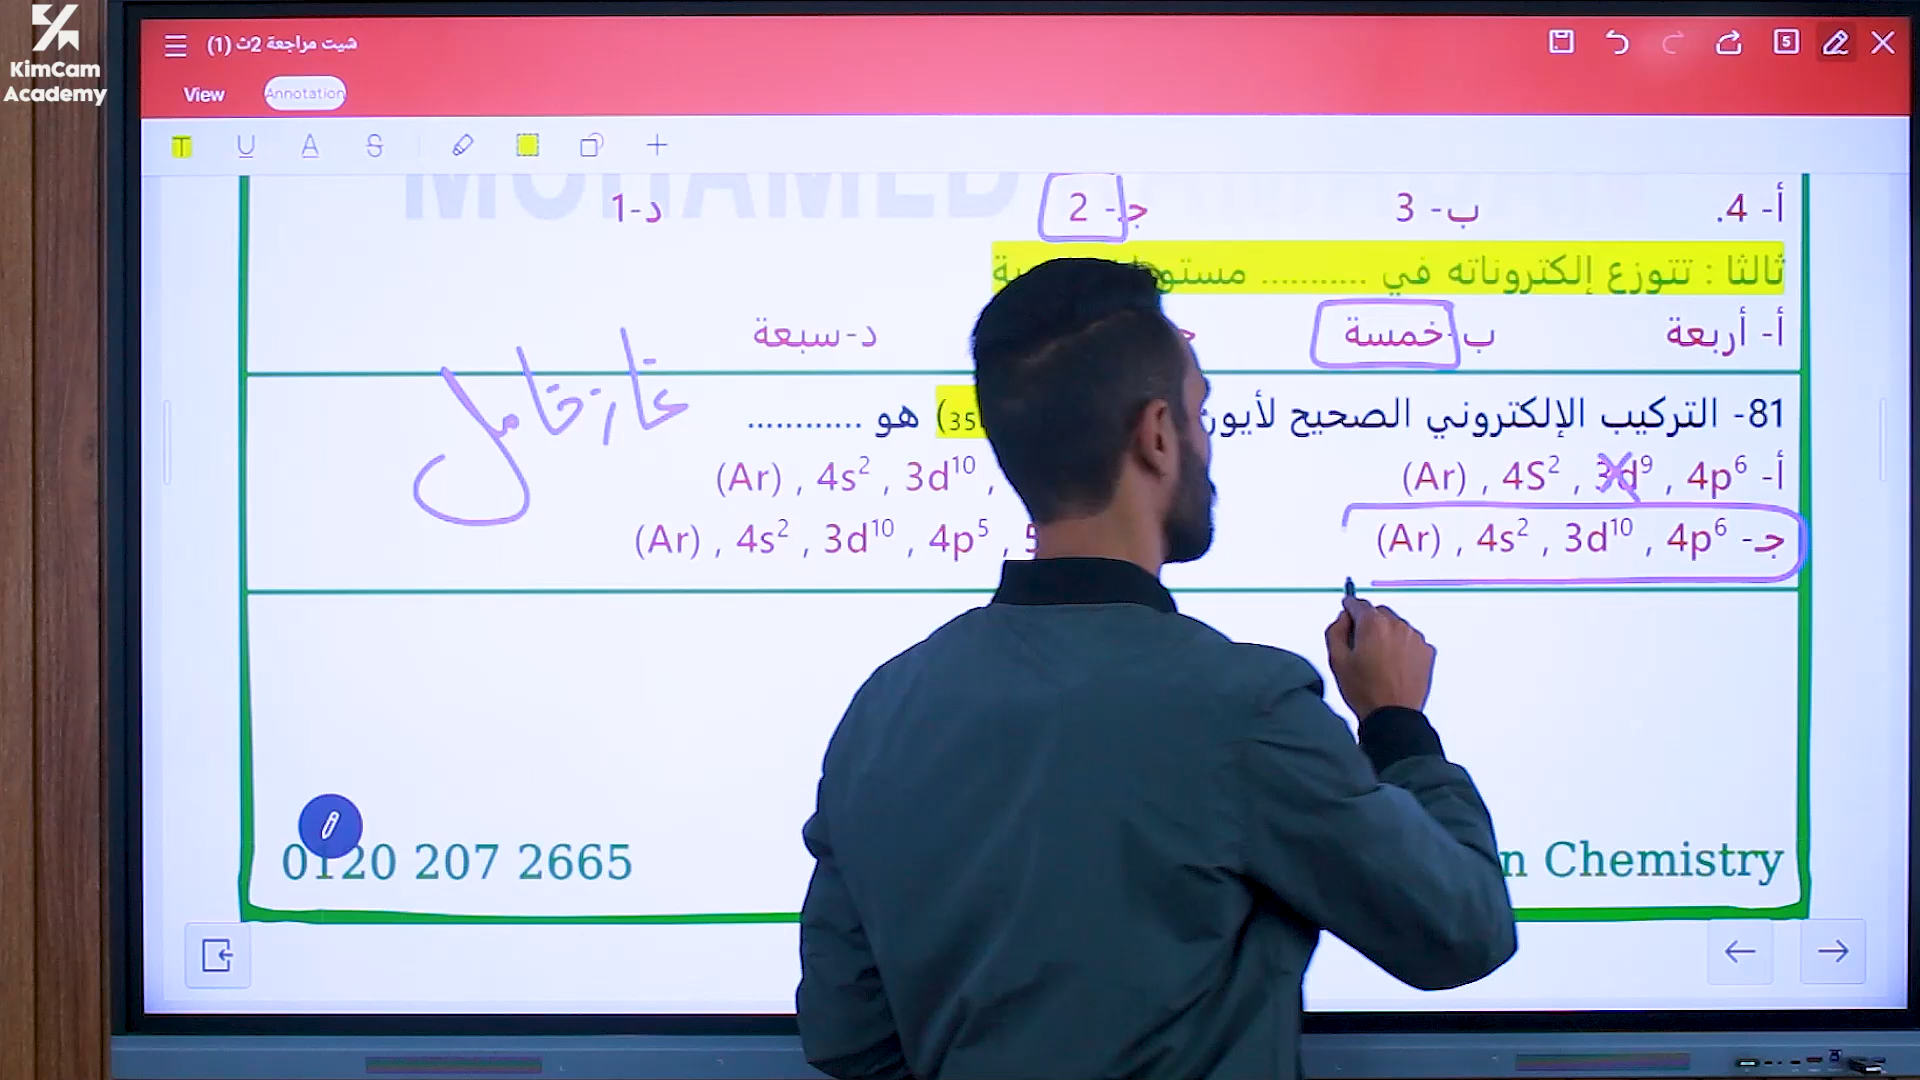 KimCam
Academy
شيت مراجعة 2ث (1)
View
Annotation
أ- 4. ب- 3 جـ- 2 د-1
ثالثا : تتوزع إلكتروناته في ...........
أ- أربعة ب-خمسة د-سبعة
غاز خامل
81- التركيب الإلكتروني الصحيح لأيون (35 هو ............
أ- (Ar) , 4S² , 3d⁹ , 4p⁶
(Ar) , 4s² , 3d¹⁰ ,
جـ- (Ar) , 4s² , 3d¹⁰ , 4p⁶
(Ar) , 4s² , 3d¹⁰ , 4p⁵ , 5
0120 207 2665
Chemistry